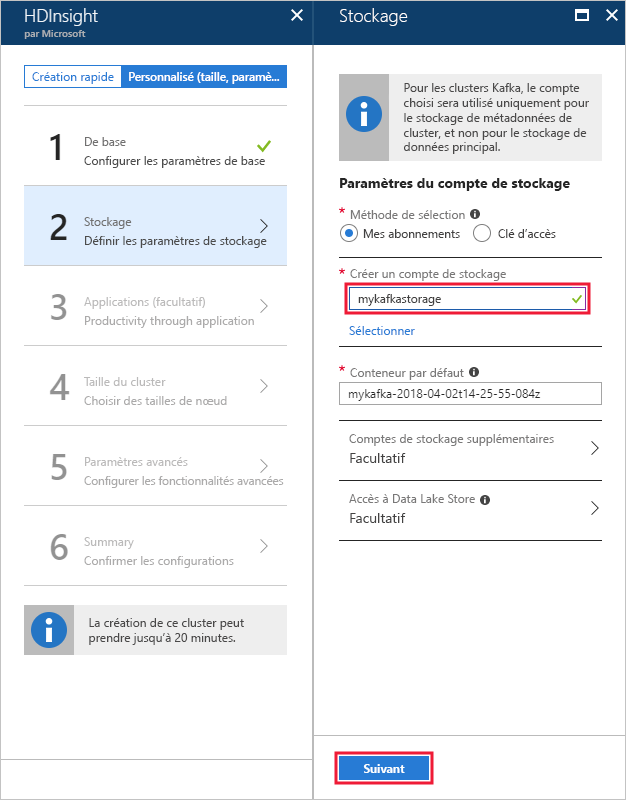 HDInsight
par Microsoft
Création rapide
Personnalisé (taille, paramè...
1
De base
Configurer les paramètres de base
2
Stockage
Définir les paramètres de stockage
3
Applications (facultatif)
Productivity through application
4
Taille du cluster
Choisir des tailles de nœud
5
Paramètres avancés
Configurer les fonctionnalités avancées
6
Summary
Confirmer les configurations
La création de ce cluster peut
prendre jusqu'à 20 minutes.
Stockage
Pour les clusters Kafka, le compte
choisi sera utilisé uniquement pour
le stockage de métadonnées de
cluster, et non pour le stockage de
données principal.
Paramètres du compte de stockage
* Méthode de sélection
Mes abonnements
Clé d'accès
* Créer un compte de stockage
mykafkastorage
Sélectionner
* Conteneur par défaut
mykafka-2018-04-02t14-25-55-084z
Comptes de stockage supplémentaires
Facultatif
Accès à Data Lake Store
Facultatif
Suivant